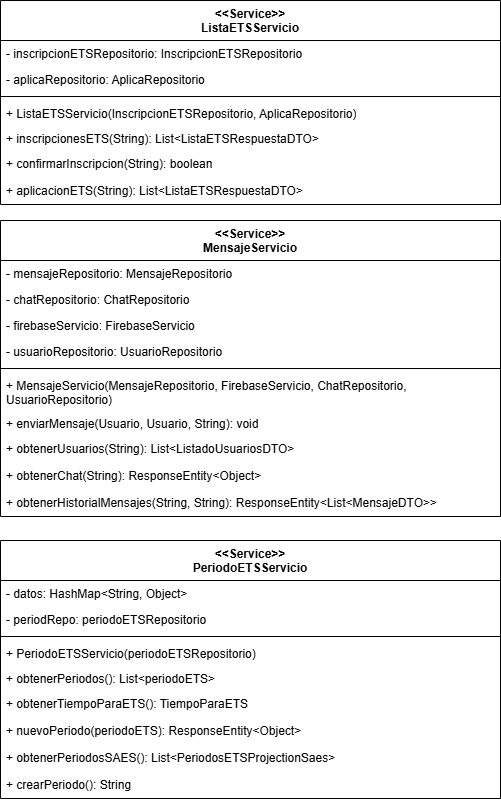 <<Service>>
ListaETSServicio
- inscripcionETSRepositorio: InscripcionETSRepositorio
- aplicaRepositorio: AplicaRepositorio
+ ListaETSServicio(InscripcionETSRepositorio, AplicaRepositorio)
+ inscripcionesETS(String): List<ListaETSRespuestaDTO>
+ confirmarInscripcion(String): boolean
+ aplicacionETS(String): List<ListaETSRespuestaDTO>
<<Service>>
MensajeServicio
- mensajeRepositorio: MensajeRepositorio
- chatRepositorio: ChatRepositorio
- firebaseServicio: FirebaseServicio
- usuarioRepositorio: UsuarioRepositorio
+ MensajeServicio(MensajeRepositorio, FirebaseServicio, ChatRepositorio,
UsuarioRepositorio)
+ enviarMensaje(Usuario, Usuario, String): void
+ obtenerUsuarios(String): List<ListadoUsuariosDTO>
+ obtenerChat(String): ResponseEntity<Object>
+ obtenerHistorialMensajes(String, String): ResponseEntity<List<MensajeDTO>>
<<Service>>
PeriodoETSServicio
- datos: HashMap<String, Object>
- periodRepo: periodoETSRepositorio
+ PeriodoETSServicio(periodoETSRepositorio)
+ obtenerPeriodos(): List<periodoETS>
+ obtenerTiempoParaETS(): TiempoParaETS
+ nuevoPeriodo(periodoETS): ResponseEntity<Object>
+ obtenerPeriodosSAES(): List<PeriodosETSProjectionSaes>
+ crearPeriodo(): String